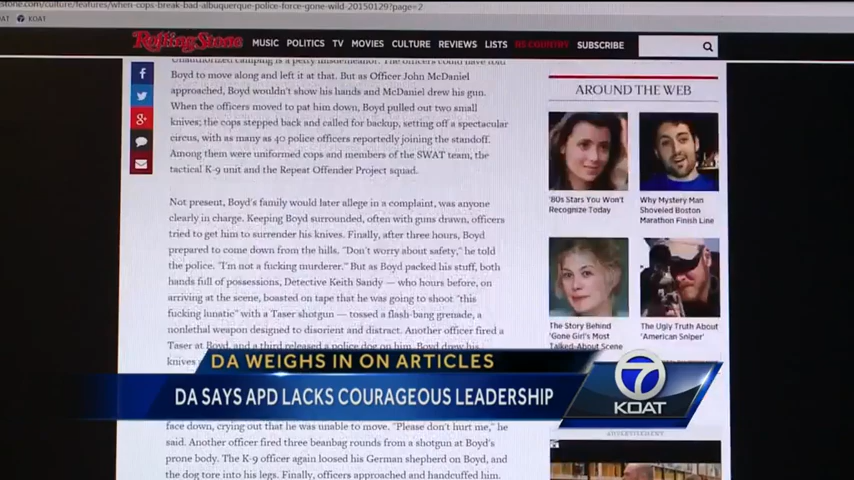 stone.com/culture/features/when-cops-break-bad-albuquerque-police-force-gone-wild-20150129?page=2
OAT KOAT
RollingStone
MUSIC POLITICS TV MOVIES CULTURE REVIEWS LISTS RS COUNTRY SUBSCRIBE
Unauthorized camping is a petty misdemeanor. The officers could have told
Boyd to move along and left it at that. But as Officer John McDaniel
approached, Boyd wouldn't show his hands and McDaniel drew his gun.
When the officers moved to pat him down, Boyd pulled out two small
knives; the cops stepped back and called for backup, setting off a spectacular
circus, with as many as 40 police officers reportedly joining the standoff.
Among them were uniformed cops and members of the SWAT team, the
tactical K-9 unit and the Repeat Offender Project squad.
Not present, Boyd's family would later allege in a complaint, was anyone
clearly in charge. Keeping Boyd surrounded, often with guns drawn, officers
tried to get him to surrender his knives. Finally, after three hours, Boyd
prepared to come down from the hills. "Don't worry about safety," he told
the police. "I'm not a fucking murderer." But as Boyd packed his stuff, both
hands full of possessions, Detective Keith Sandy — who hours before, on
arriving at the scene, boasted on tape that he was going to shoot "this
fucking lunatic" with a Taser shotgun — tossed a flash-bang grenade, a
nonlethal weapon designed to disorient and distract. Another officer fired a
Taser at Boyd, and a third released a police dog on him. Boyd drew his
knives
face down, crying out that he was unable to move. "Please don't hurt me," he
said. Another officer fired three beanbag rounds from a shotgun at Boyd's
prone body. The K-9 officer again loosed his German shepherd on Boyd, and
the dog tore into his legs. Finally, officers approached and handcuffed him.
AROUND THE WEB
'80s Stars You Won't
Recognize Today
Why Mystery Man
Shoveled Boston
Marathon Finish Line
The Story Behind
'Gone Girl's Most
Talked-About Scene
The Ugly Truth About
'American Sniper'
ADVERTISEMENT
DA WEIGHS IN ON ARTICLES
DA SAYS APD LACKS COURAGEOUS LEADERSHIP
7
KOAT